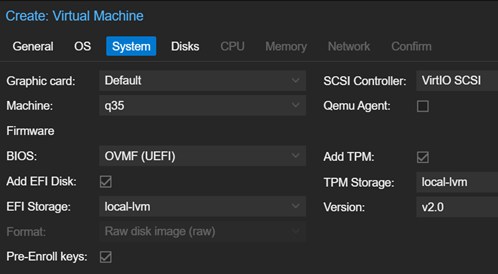 Create: Virtual Machine
General OS System Disks CPU Memory Network Confirm
Graphic card: Default SCSI Controller: VirtIO SCSI
Machine: q35 Qemu Agent:
Firmware
BIOS: OVMF (UEFI) Add TPM:
Add EFI Disk: TPM Storage: local-lvm
EFI Storage: local-lvm Version: v2.0
Format: Raw disk image (raw)
Pre-Enroll keys: